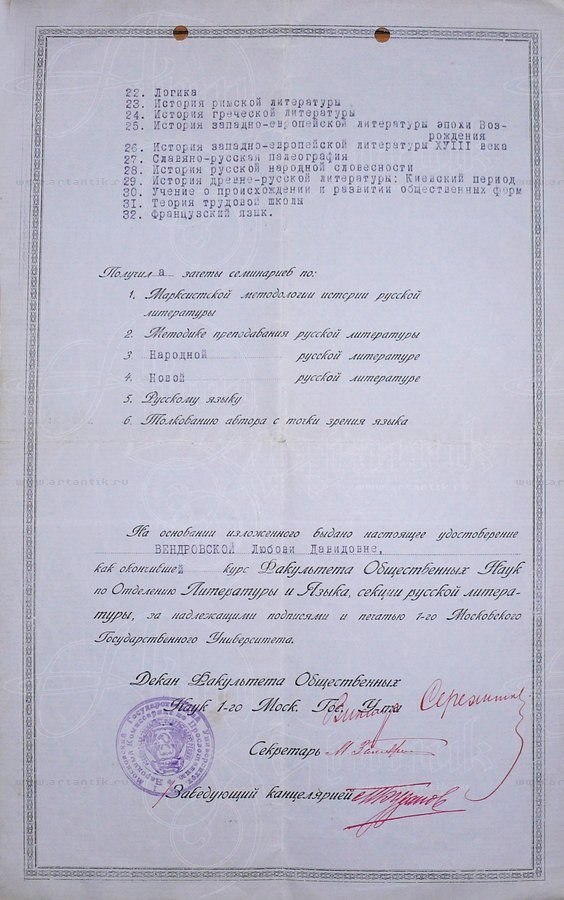 22. Логика
23. История римской литературы
24. История греческой литературы
25. История западно-европейской литературы эпохи Воз-
рождения
26. История западно-европейской литературы XУIII века
27. Славяно-русская палеография
28. История русской народной словесности
29. История древне-русской литературы: Киевский период
30. Учение о происхождении и развитии общественных форм
31. Теория трудовой школы
32. Французский язык.
Получил а зачеты семинариев по:
1. Марксистской методологии истории русской
литературы
2. Методике преподавания русской литературы
3. Народной русской литературе
4. Новой русской литературе
5. Русскому языку
6. Толкованию автора с точки зрения языка
www.artantik.ru
На основании изложенного выдано настоящее удостоверение
ВЕНДРОВСКОЙ Любови Давидовне,
как окончившей курс Факультета Общественных Наук
по Отделению Литературы и Языка, секции русской литера-
туры, за надлежащими подписями и печатью 1-го Московского
Государственного Университета.
Декан Факультета Общественных
Наук 1-го Моск. Гос. Ун-та
Секретарь
Заведующий канцелярией